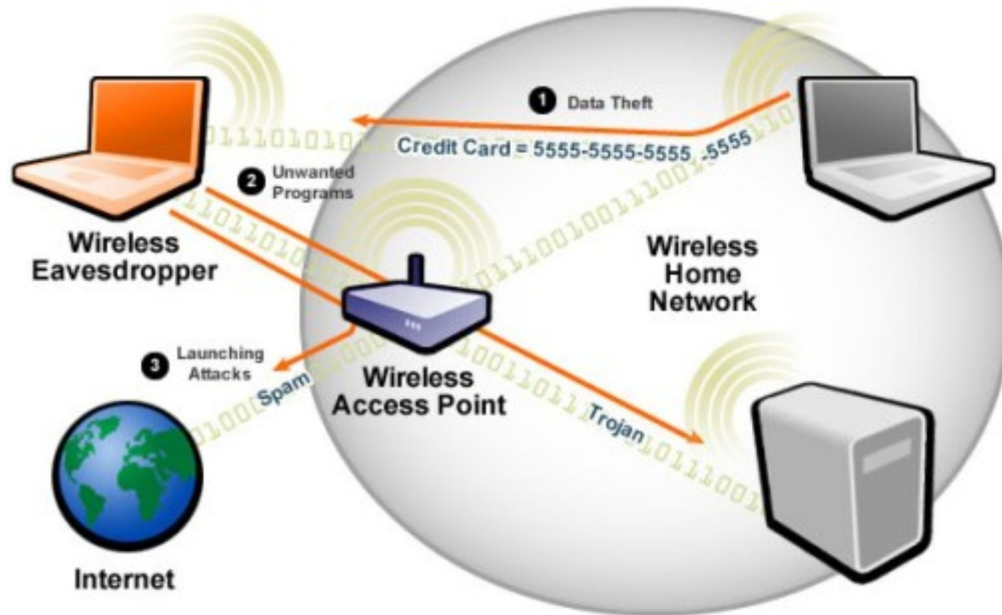 1 Data Theft
Credit Card = 5555-5555-5555 -5555
2 Unwanted
Programs
Wireless
Eavesdropper
Wireless
Home
Network
3 Launching
Attacks
Spam
Wireless
Access Point
Trojan
Internet